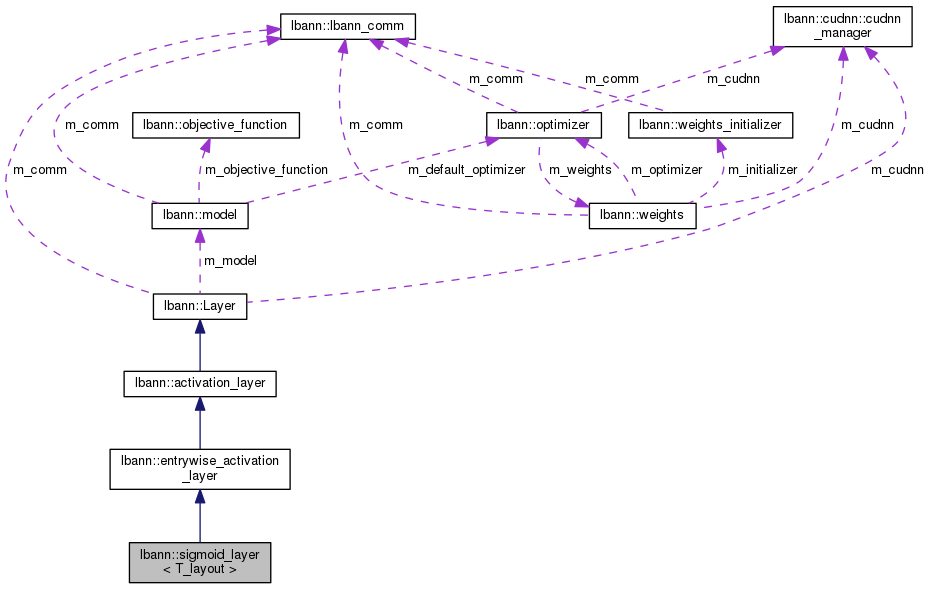 lbann::lbann_comm
lbann::cudnn::cudnn
_manager
m_comm
m_comm
m_cudnn
lbann::objective_function
m_comm
m_comm
lbann::optimizer
lbann::weights_initializer
m_cudnn
m_comm
m_objective_function
m_default_optimizer
m_weights
m_optimizer
m_initializer
m_cudnn
lbann::model
lbann::weights
m_model
lbann::Layer
lbann::activation_layer
lbann::entrywise_activation
_layer
lbann::sigmoid_layer
< T_layout >